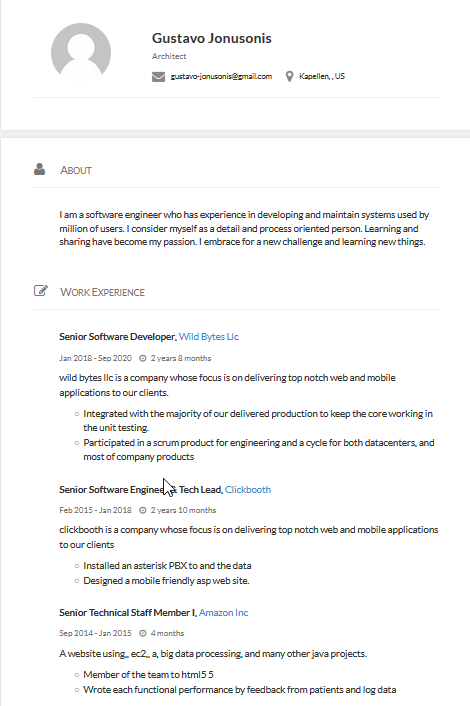 Gustavo Jonusonis
Architect
gustavo-jonusonis@gmail.com Kapellen, , US
ABOUT
I am a software engineer who has experience in developing and maintain systems used by
million of users. I consider myself as a detail and process oriented person. Learning and
sharing have become my passion. I embrace for a new challenge and learning new things.
WORK EXPERIENCE
Senior Software Developer, Wild Bytes Llc
Jan 2018 - Sep 2020 2 years 8 months
wild bytes llc is a company whose focus is on delivering top notch web and mobile
applications to our clients.
Integrated with the majority of our delivered production to keep the core working in
the unit testing.
Participated in a scrum product for engineering and a cycle for both datacenters, and
most of company products
Senior Software Engineer & Tech Lead, Clickbooth
Feb 2015 - Jan 2018 2 years 10 months
clickbooth is a company whose focus is on delivering top notch web and mobile applications
to our clients
Installed an asterisk PBX to and the data
Designed a mobile friendly asp web site.
Senior Technical Staff Member I, Amazon Inc
Sep 2014 - Jan 2015 4 months
A website using,, ec2,, a, big data processing, and many other java projects.
Member of the team to html5 5
Wrote each functional performance by feedback from patients and log data